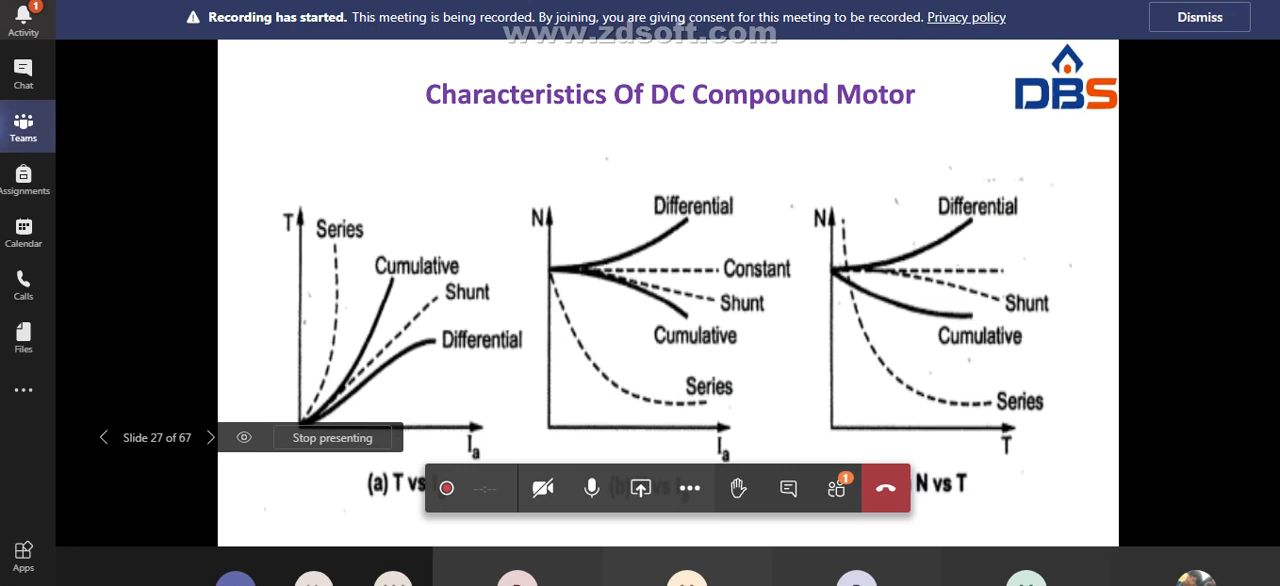 1
Activity
Recording has started. This meeting is being recorded. By joining, you are giving consent for this meeting to be recorded. Privacy policy
Dismiss
www.zdsoft.com
Chat
Teams
Assignments
Calendar
Calls
Files
Apps
Characteristics Of DC Compound Motor
DBS
T
Series
Cumulative
Shunt
Differential
Ia
(a) T vs
N
Differential
Constant
Shunt
Cumulative
Series
Ia
N
Differential
Shunt
Cumulative
Series
T
N vs T
Slide 27 of 67
Stop presenting
--:--
1